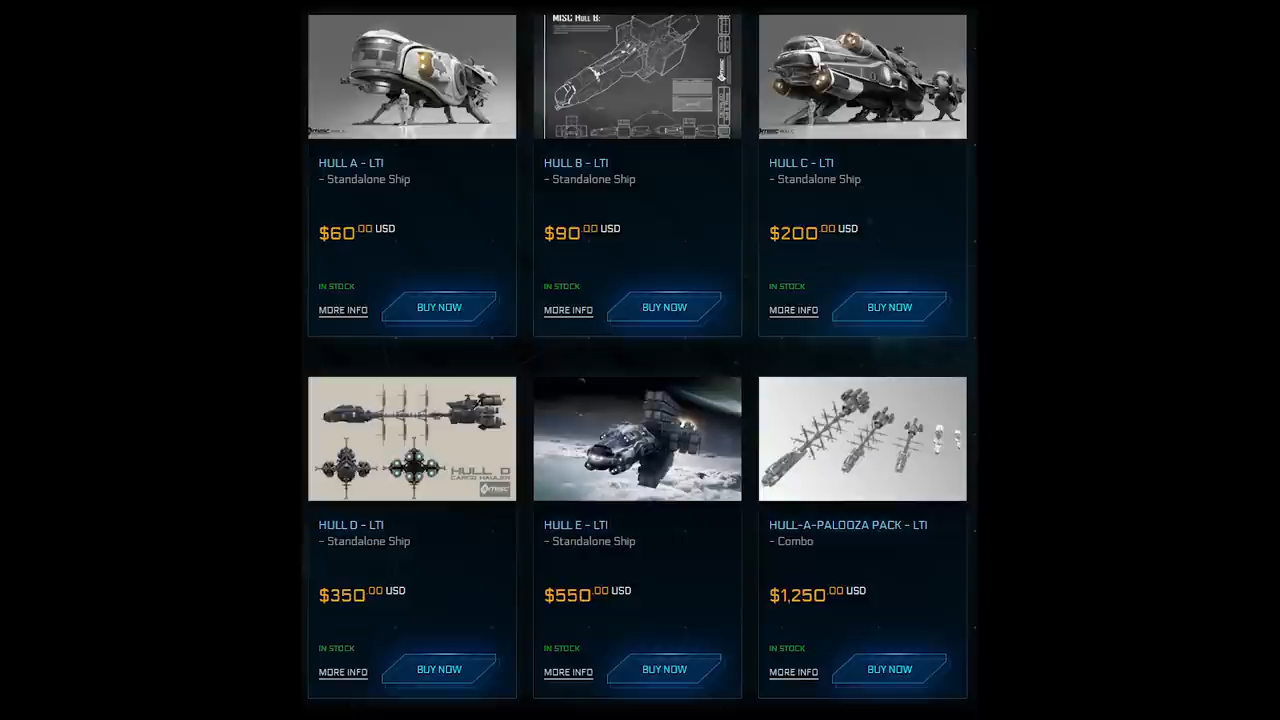 MISC HULL B:
HULL A - LTI
- Standalone Ship
$60.00 USD
IN STOCK
MORE INFO
BUY NOW
HULL B - LTI
- Standalone Ship
$90.00 USD
IN STOCK
MORE INFO
BUY NOW
HULL C - LTI
- Standalone Ship
$200.00 USD
IN STOCK
MORE INFO
BUY NOW
HULL D
CARGO HAULER
MISC
HULL D - LTI
- Standalone Ship
$350.00 USD
IN STOCK
MORE INFO
BUY NOW
HULL E - LTI
- Standalone Ship
$550.00 USD
IN STOCK
MORE INFO
BUY NOW
HULL-A-PALOOZA PACK - LTI
- Combo
$1,250.00 USD
IN STOCK
MORE INFO
BUY NOW